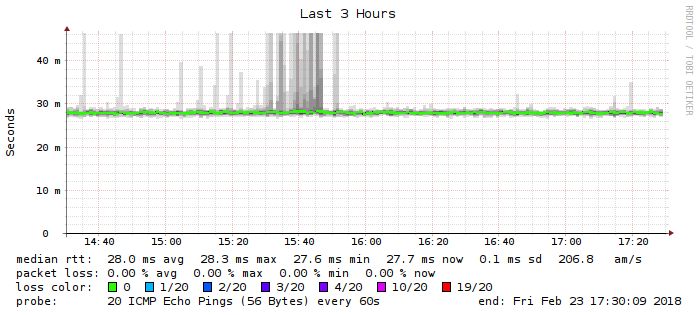 Last 3 Hours
RRDTOOL / TOBI OETIKER
Seconds
40 m
30 m
20 m
10 m
0
14:40 15:00 15:20 15:40 16:00 16:20 16:40 17:00 17:20
median rtt: 28.0 ms avg 28.3 ms max 27.6 ms min 27.7 ms now 0.1 ms sd 206.8 am/s
packet loss: 0.00 % avg 0.00 % max 0.00 % min 0.00 % now
loss color: 0 1/20 2/20 3/20 4/20 10/20 19/20
probe: 20 ICMP Echo Pings (56 Bytes) every 60s end: Fri Feb 23 17:30:09 2018